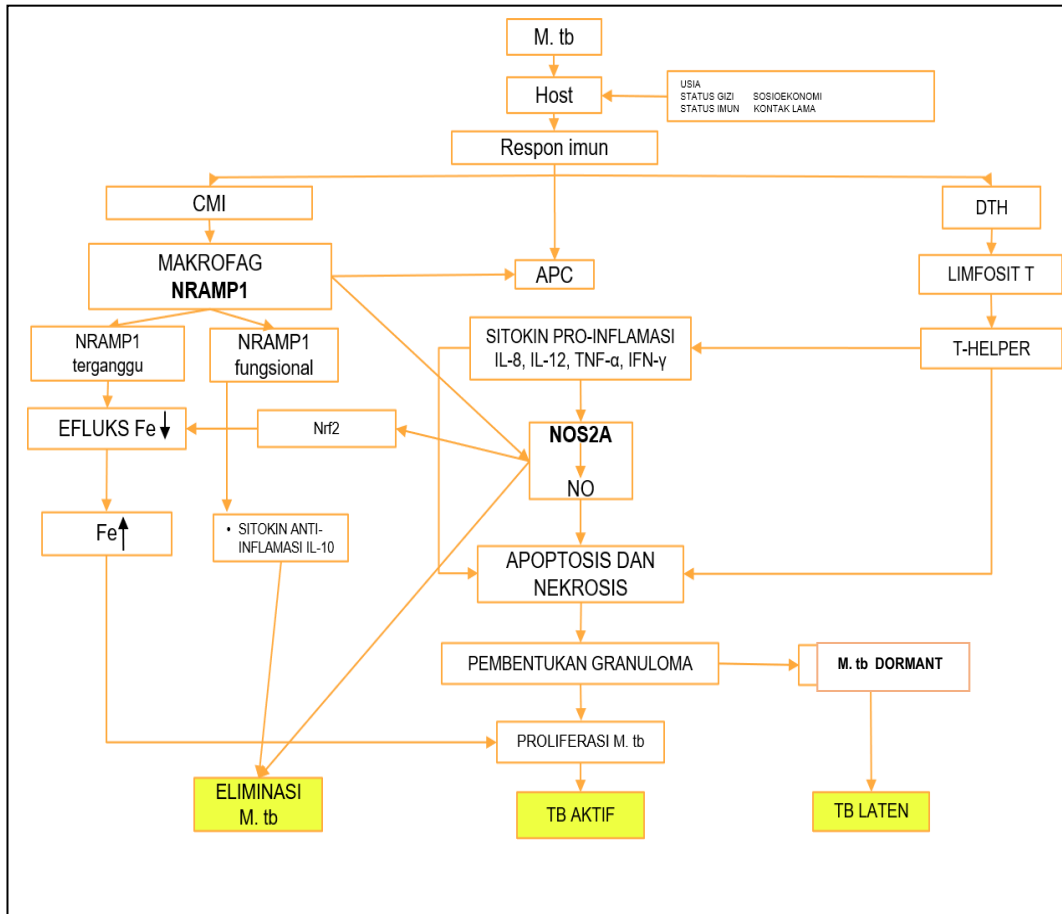 M. tb
Host
USIA
STATUS GIZI SOSIOEKONOMI
STATUS IMUN KONTAK LAMA
Respon imun
CMI
DTH
MAKROFAG
NRAMP1
APC
LIMFOSIT T
NRAMP1
terganggu
NRAMP1
fungsional
SITOKIN PRO-INFLAMASI
IL-8, IL-12, TNF-α, IFN-γ
T-HELPER
EFLUKS Fe
Nrf2
NOS2A
NO
Fe
• SITOKIN ANTI-
INFLAMASI IL-10
APOPTOSIS DAN
NEKROSIS
PEMBENTUKAN GRANULOMA
M. tb DORMANT
PROLIFERASI M. tb
ELIMINASI
M. tb
TB AKTIF
TB LATEN